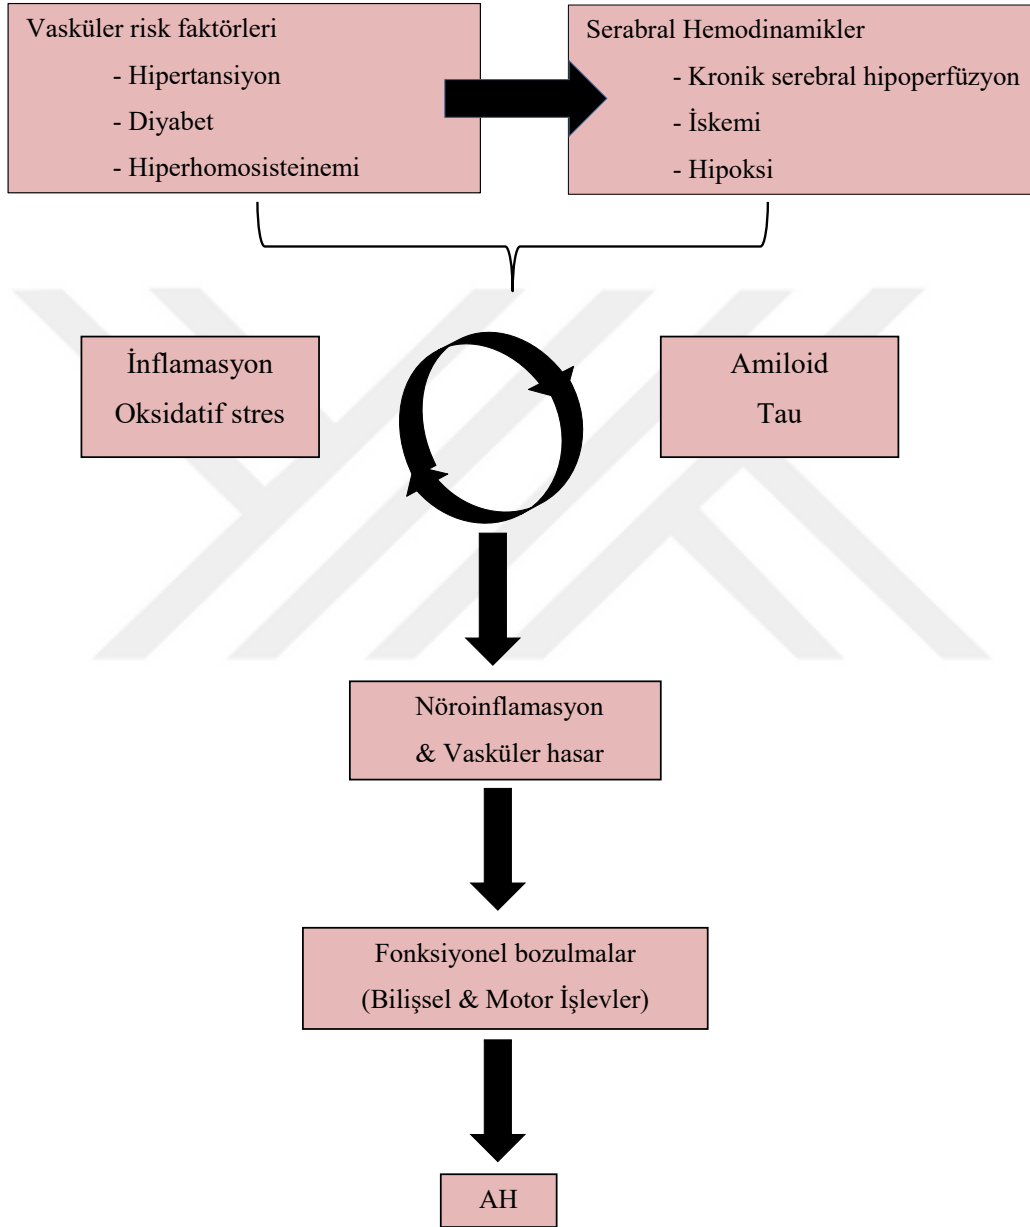 Vasküler risk faktörleri
- Hipertansiyon
- Diyabet
- Hiperhomosisteinemi
Serabral Hemodinamikler
- Kronik serebral hipoperfüzyon
- İskemi
- Hipoksi
İnflamasyon
Oksidatif stres
Amiloid
Tau
Nöroinflamasyon
& Vasküler hasar
Fonksiyonel bozulmalar
(Bilişsel & Motor İşlevler)
AH